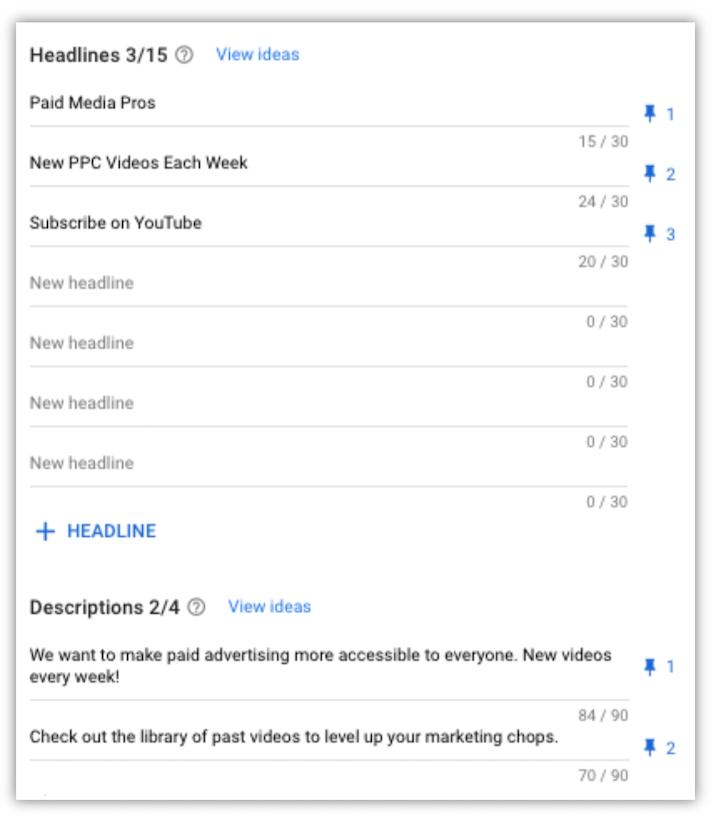 Headlines 3/15 ? View ideas
Paid Media Pros
1
15 / 30
New PPC Videos Each Week
2
24 / 30
Subscribe on YouTube
3
20 / 30
New headline
0 / 30
New headline
0 / 30
New headline
0 / 30
New headline
0 / 30
+ HEADLINE
Descriptions 2/4 ? View ideas
We want to make paid advertising more accessible to everyone. New videos
every week!
1
84 / 90
Check out the library of past videos to level up your marketing chops.
2
70 / 90